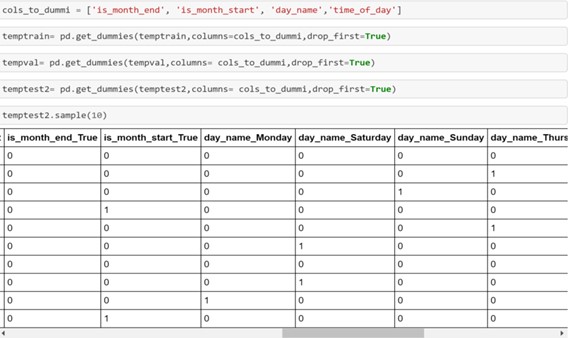 cols_to_dummi = ['is_month_end', 'is_month_start', 'day_name','time_of_day']
temptrain= pd.get_dummies(temptrain,columns=cols_to_dummi,drop_first=True)
tempval= pd.get_dummies(tempval,columns= cols_to_dummi,drop_first=True)
temptest2= pd.get_dummies(temptest2,columns= cols_to_dummi,drop_first=True)
temptest2.sample(10)
is_month_end_True is_month_start_True day_name_Monday day_name_Saturday day_name_Sunday day_name_Thurs
0 0 0 0 0 0
0 0 0 0 0 1
0 0 0 0 1 0
0 1 0 0 0 0
0 0 0 0 0 1
0 0 0 1 0 0
0 0 0 0 0 0
0 0 0 1 0 0
0 0 1 0 0 0
0 1 0 0 0 0